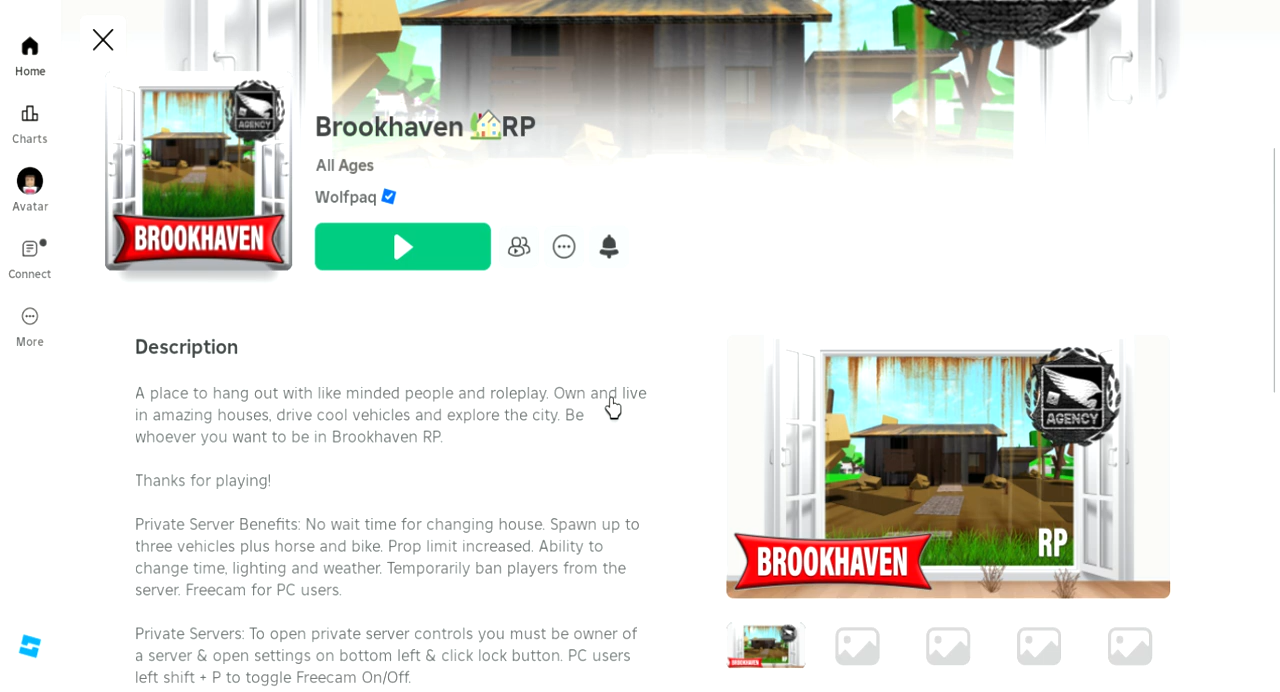 Home
Charts
Avatar
Connect
More
AGENCY
BROOKHAVEN
Brookhaven 🏡RP
All Ages
Wolfpaq
Description
A place to hang out with like minded people and roleplay. Own and live
in amazing houses, drive cool vehicles and explore the city. Be
whoever you want to be in Brookhaven RP.
Thanks for playing!
Private Server Benefits: No wait time for changing house. Spawn up to
three vehicles plus horse and bike. Prop limit increased. Ability to
change time, lighting and weather. Temporarily ban players from the
server. Freecam for PC users.
Private Servers: To open private server controls you must be owner of
a server & open settings on bottom left & click lock button. PC users
left shift + P to toggle Freecam On/Off.
AGENCY
RP
BROOKHAVEN
BROOKHAVEN